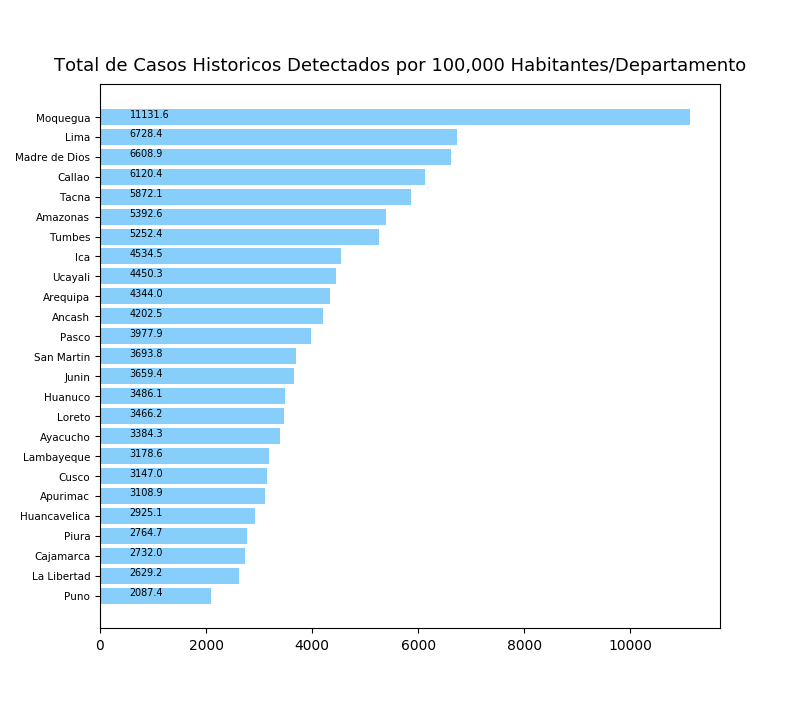 Total de Casos Historicos Detectados por 100,000 Habitantes/Departamento
Moquegua 11131.6
Lima 6728.4
Madre de Dios 6608.9
Callao 6120.4
Tacna 5872.1
Amazonas 5392.6
Tumbes 5252.4
Ica 4534.5
Ucayali 4450.3
Arequipa 4344.0
Ancash 4202.5
Pasco 3977.9
San Martin 3693.8
Junin 3659.4
Huanuco 3486.1
Loreto 3466.2
Ayacucho 3384.3
Lambayeque 3178.6
Cusco 3147.0
Apurimac 3108.9
Huancavelica 2925.1
Piura 2764.7
Cajamarca 2732.0
La Libertad 2629.2
Puno 2087.4
0 2000 4000 6000 8000 10000